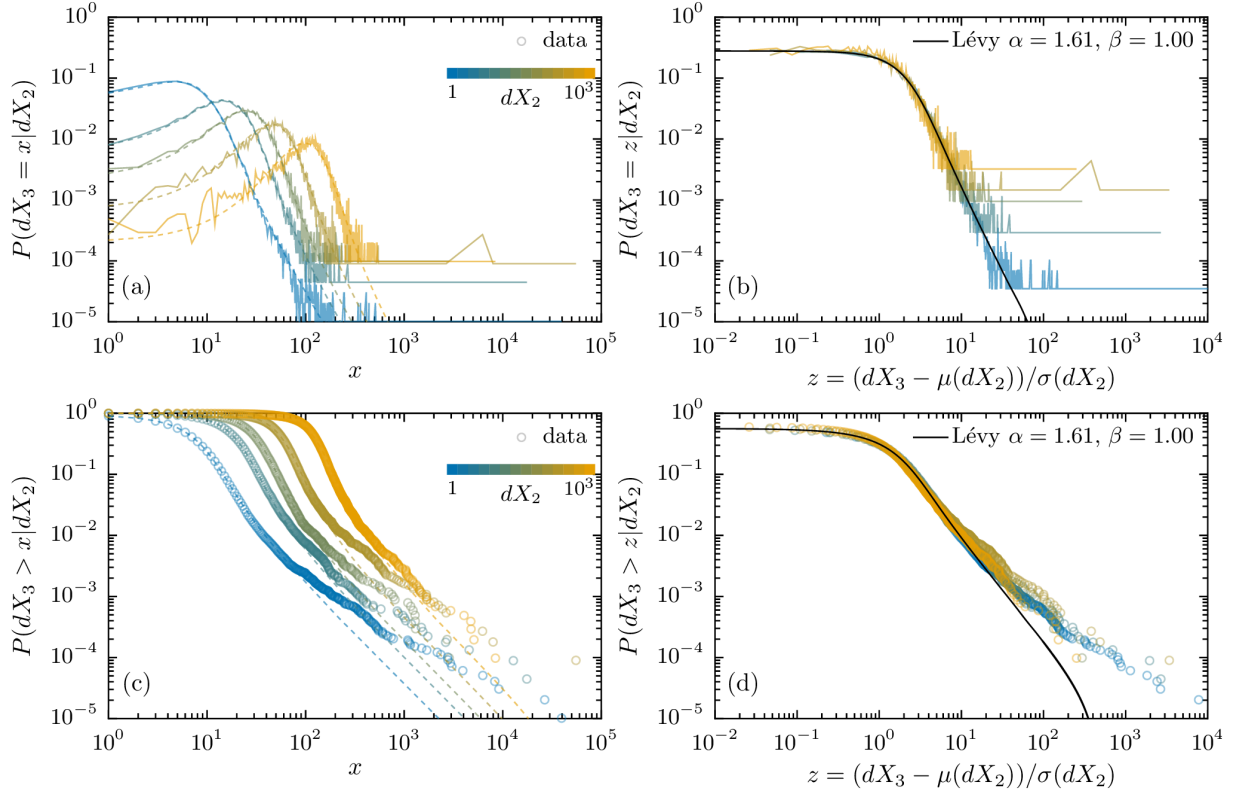 10^0
10^-1
10^-2
10^-3
10^-4
10^-5
P(dX_3 = x|dX_2)
data
1
dX_2
10^3
(a)
10^0 10^1 10^2 10^3 10^4 10^5
x
10^0
10^-1
10^-2
10^-3
10^-4
10^-5
P(dX_3 = z|dX_2)
Lévy α = 1.61, β = 1.00
(b)
10^-2 10^-1 10^0 10^1 10^2 10^3 10^4
z = (dX_3 − μ(dX_2))/σ(dX_2)
10^0
10^-1
10^-2
10^-3
10^-4
10^-5
P(dX_3 > x|dX_2)
data
1
dX_2
10^3
(c)
10^0 10^1 10^2 10^3 10^4 10^5
x
10^0
10^-1
10^-2
10^-3
10^-4
10^-5
P(dX_3 > z|dX_2)
Lévy α = 1.61, β = 1.00
(d)
10^-2 10^-1 10^0 10^1 10^2 10^3 10^4
z = (dX_3 − μ(dX_2))/σ(dX_2)